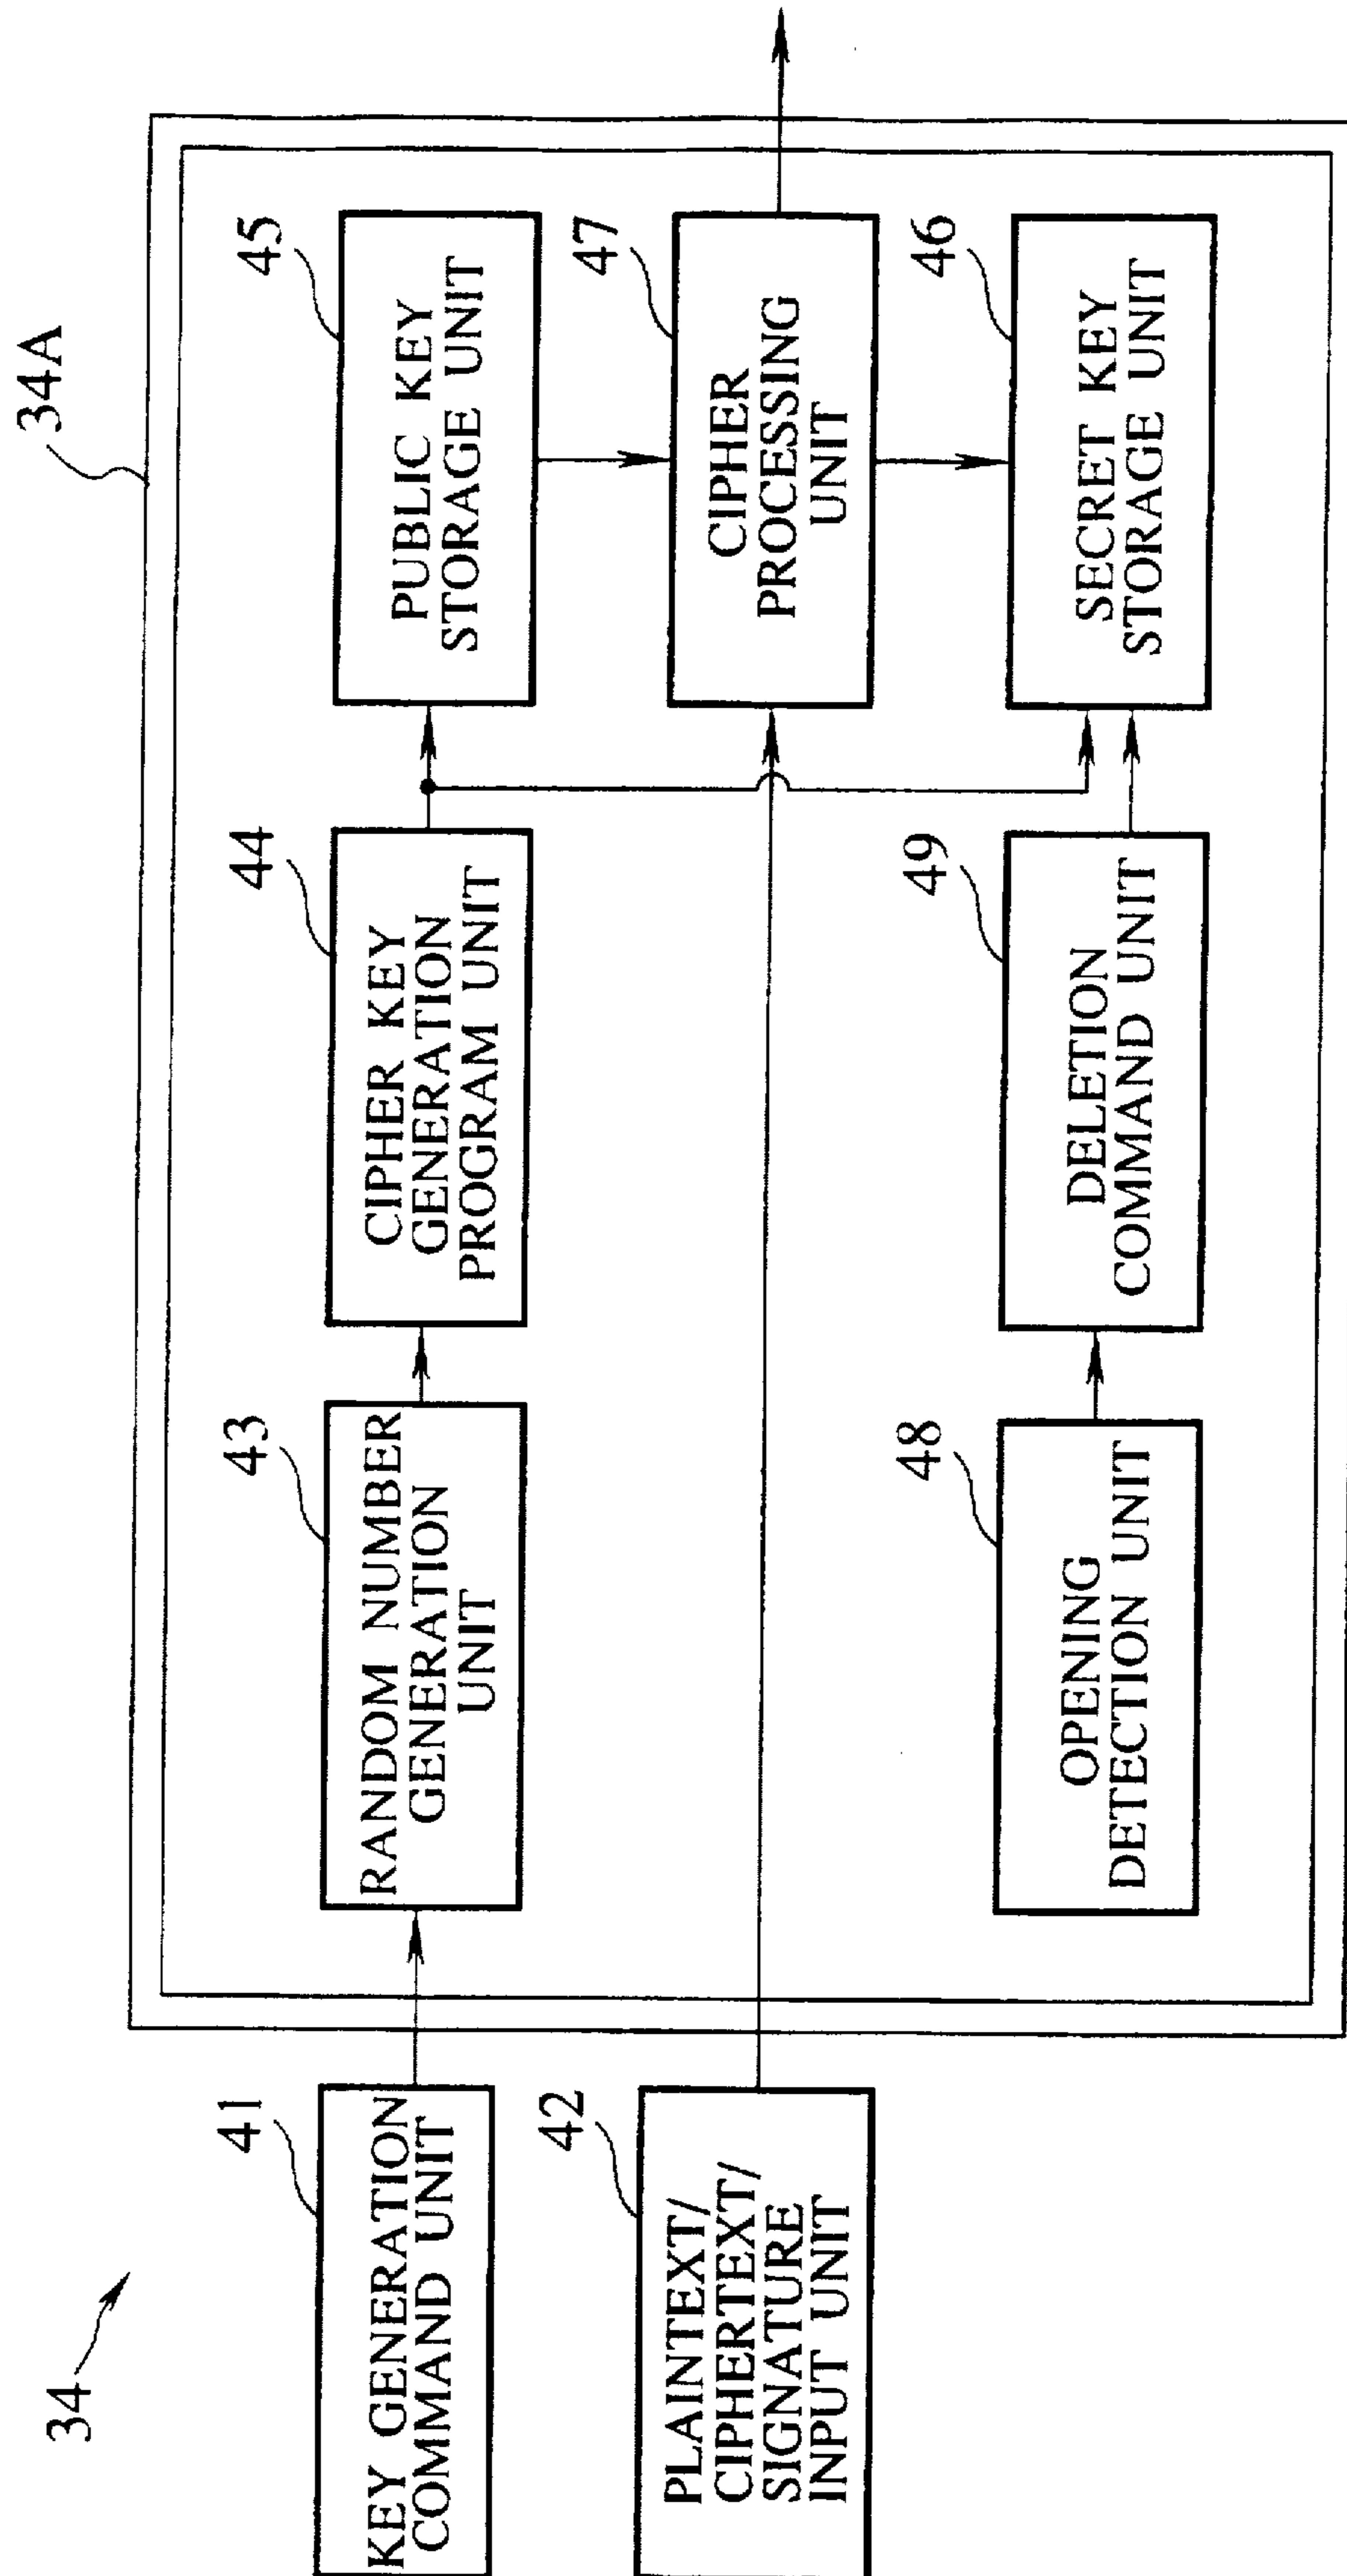 34
34A
41
KEY GENERATION
COMMAND UNIT
43
RANDOM NUMBER
GENERATION
UNIT
44
CIPHER KEY
GENERATION
PROGRAM UNIT
45
PUBLIC KEY
STORAGE UNIT
42
PLAINTEXT/
CIPHERTEXT/
SIGNATURE
INPUT UNIT
47
CIPHER
PROCESSING
UNIT
48
OPENING
DETECTION UNIT
49
DELETION
COMMAND UNIT
46
SECRET KEY
STORAGE UNIT